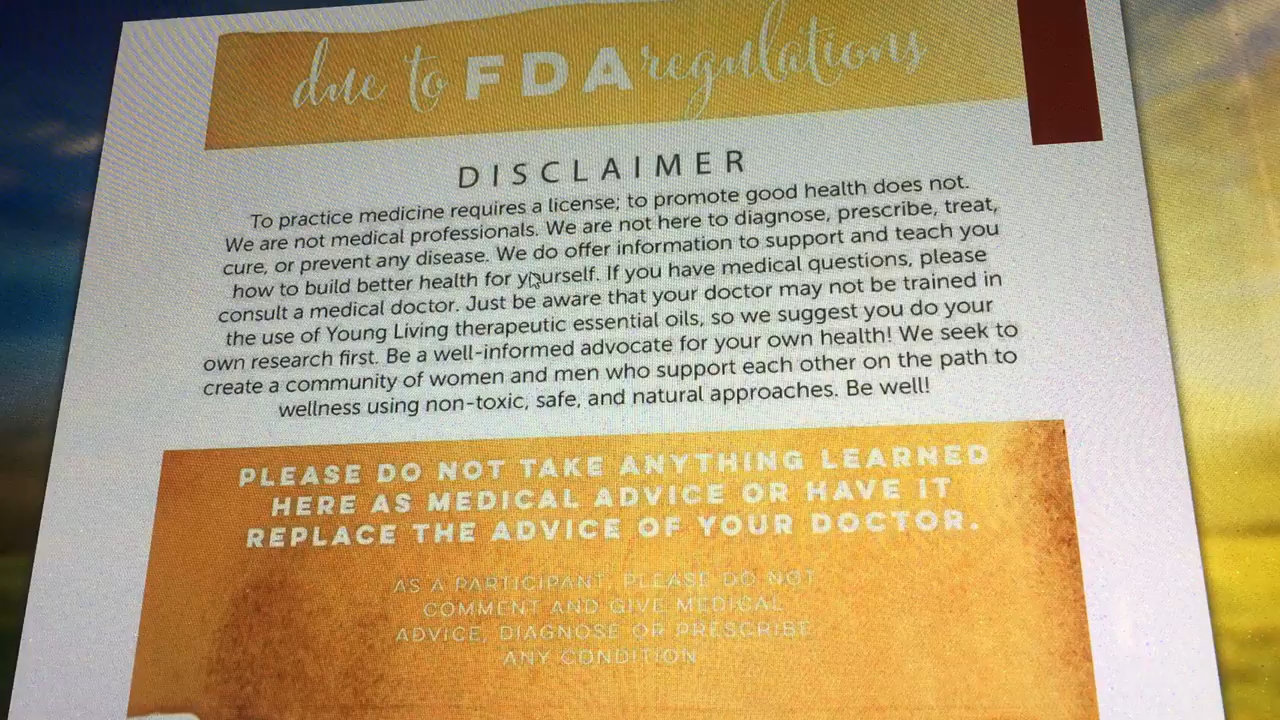 due to FDA regulations
DISCLAIMER
To practice medicine requires a license; to promote good health does not.
We are not medical professionals. We are not here to diagnose, prescribe, treat,
cure, or prevent any disease. We do offer information to support and teach you
how to build better health for yourself. If you have medical questions, please
consult a medical doctor. Just be aware that your doctor may not be trained in
the use of Young Living therapeutic essential oils, so we suggest you do your
own research first. Be a well-informed advocate for your own health! We seek to
create a community of women and men who support each other on the path to
wellness using non-toxic, safe, and natural approaches. Be well!
PLEASE DO NOT TAKE ANYTHING LEARNED
HERE AS MEDICAL ADVICE OR HAVE IT
REPLACE THE ADVICE OF YOUR DOCTOR.
AS A PARTICIPANT, PLEASE DO NOT
COMMENT AND GIVE MEDICAL
ADVICE, DIAGNOSE OR PRESCRIBE
ANY CONDITION